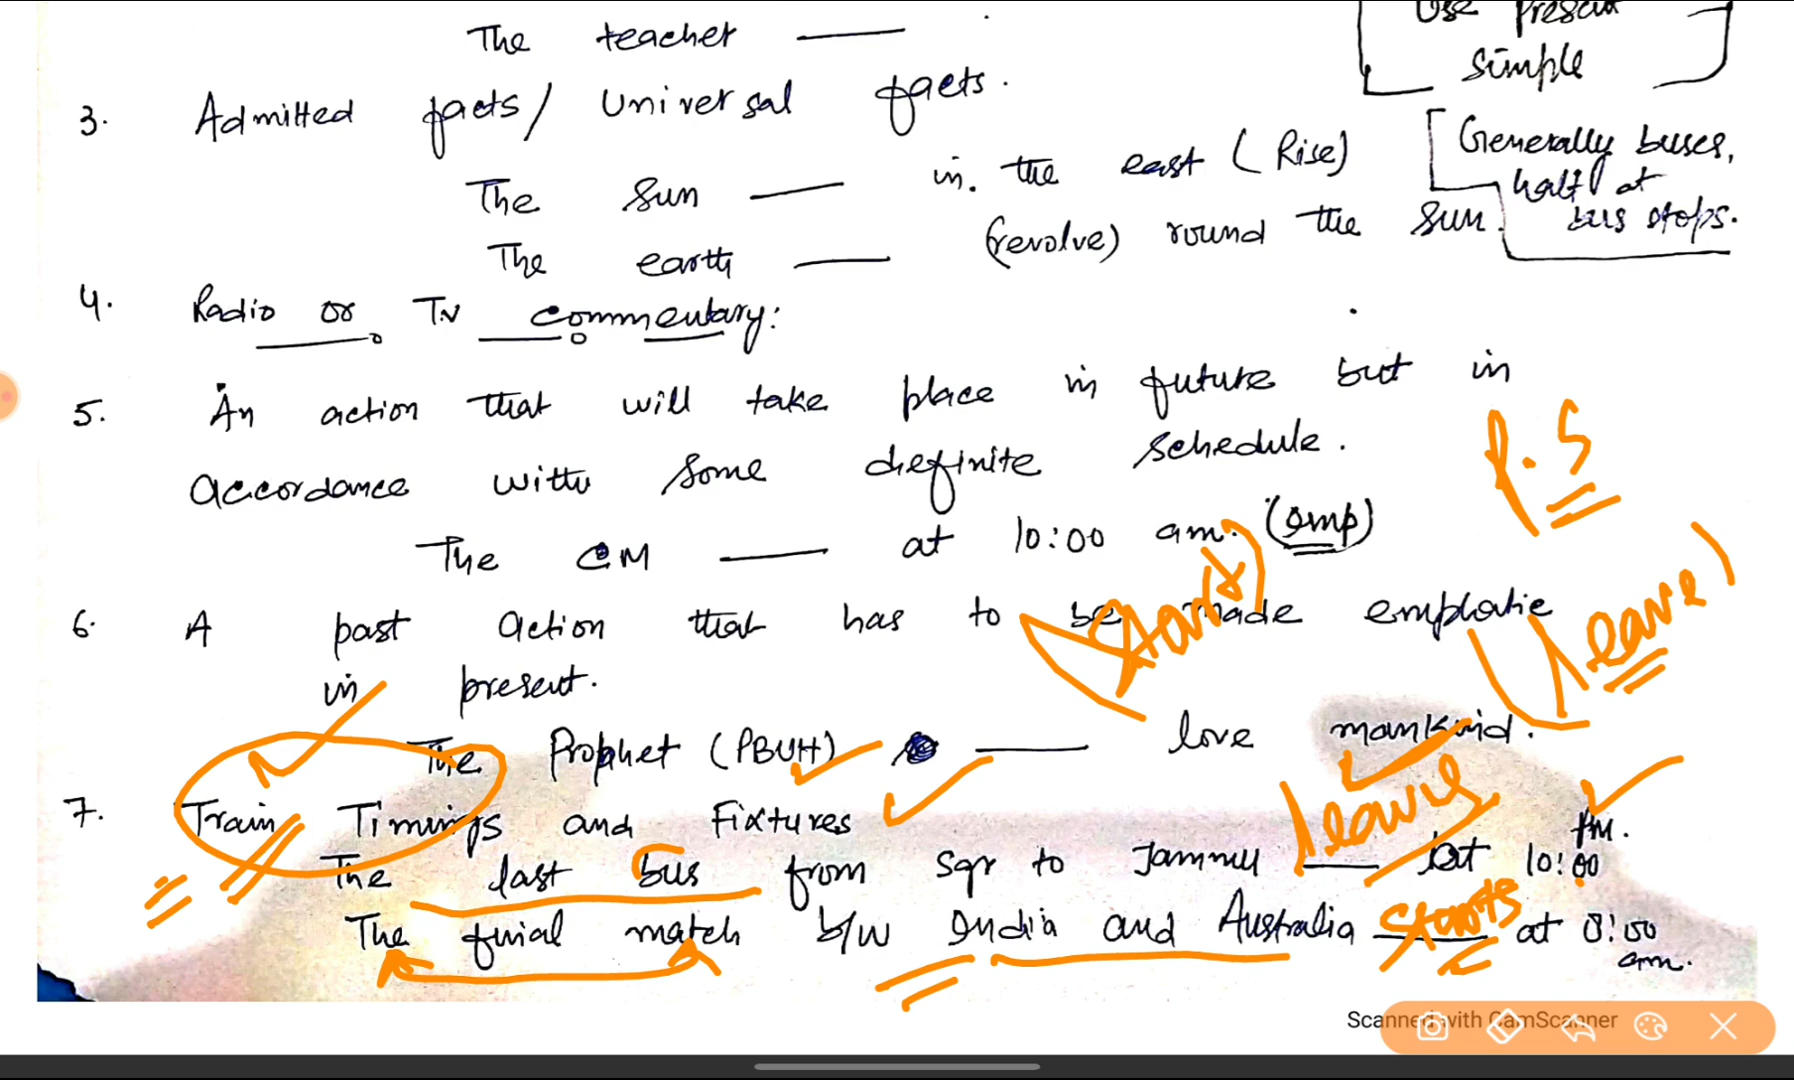 The teacher
Use Present
Simple
3. Admitted facts/ Universal facts.
The Sun ___ in. the east (Rise)
[Generally buses,
halt at
bus stops.
The earth ___ (revolve) round the sun.
4. Radio or TV commentary:
5. An action that will take place in future but in
accordance with some definite schedule.
P.S
The CM ___ at 10:00 am. (Imp)
(Start)
(leave)
6. A past action that has to be made emphatic
in present.
The Prophet (PBUH) ___ love mankind.
7. Train Timings and Fixtures
The last bus from Sgr to Jammu leaves at 10:00 PM.
The final match b/w India and Australia starts at 8:00
am.
Scanned with CamScanner